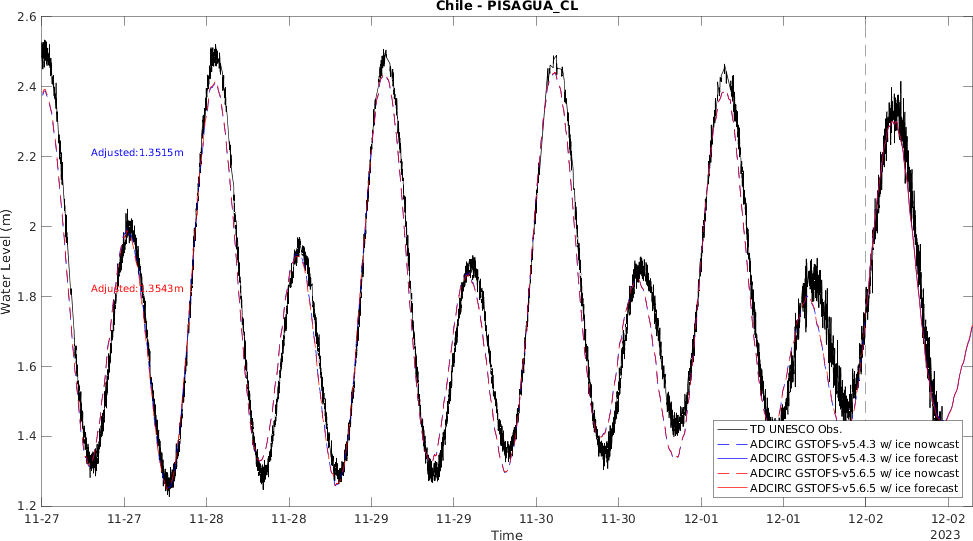 Chile - PISAGUA_CL
2.6
2.4
2.2
2
1.8
1.6
1.4
1.2
Water Level (m)
Adjusted:1.3515m
Adjusted:1.3543m
TD UNESCO Obs.
ADCIRC GSTOFS-v5.4.3 w/ ice nowcast
ADCIRC GSTOFS-v5.4.3 w/ ice forecast
ADCIRC GSTOFS-v5.6.5 w/ ice nowcast
ADCIRC GSTOFS-v5.6.5 w/ ice forecast
11-27 11-27 11-28 11-28 11-29 11-29 11-30 11-30 12-01 12-01 12-02 12-02
2023
Time